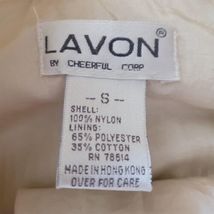 LAVON®
BY CHEERFUL CORP
-- S --
SHELL:
100% NYLON
LINING:
65% POLYESTER
35% COTTON
RN 78614
MADE IN HONG KONG
OVER FOR CARE